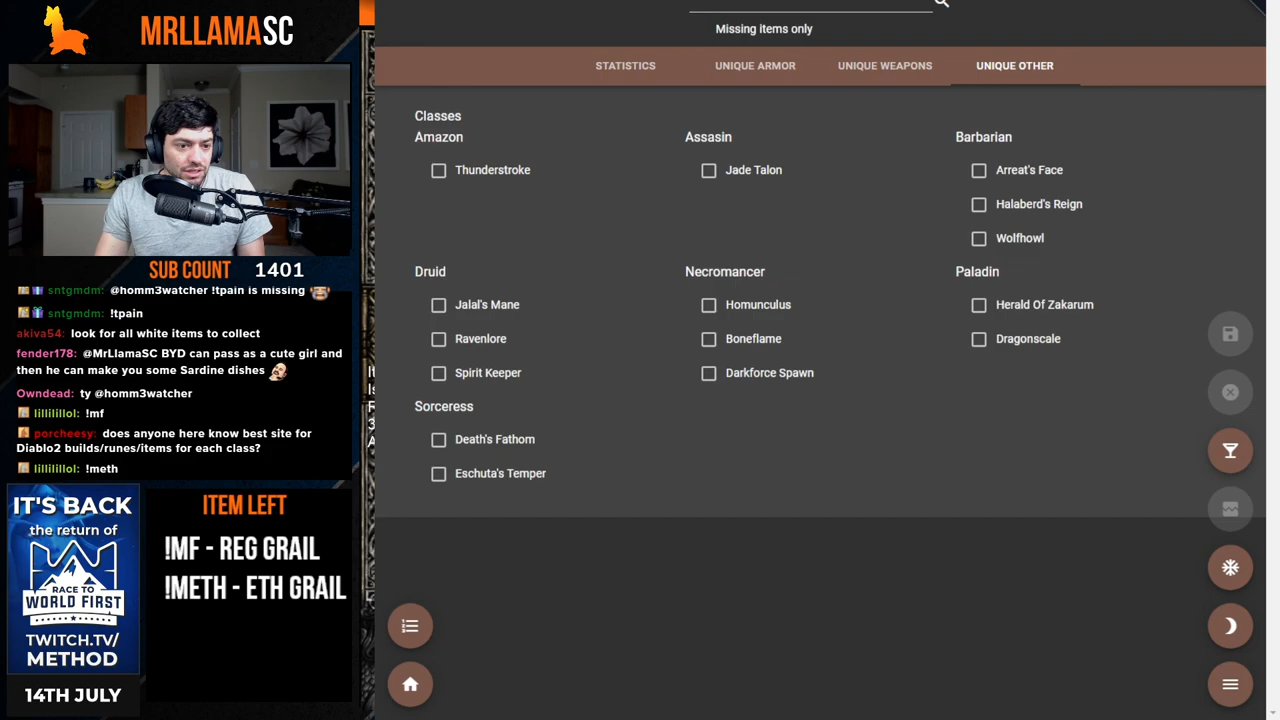 MRLLAMASC
SUB COUNT 1401
sntgmdm: @homm3watcher !tpain is missing
sntgmdm: !tpain
akiva54: look for all white items to collect
fender178: @MrLlamaSC BYD can pass as a cute girl and
then he can make you some Sardine dishes
Owndead: ty @homm3watcher
lillilillol: !mf
porcheesy: does anyone here know best site for
Diablo2 builds/runes/items for each class?
lillilillol: !meth
IT'S BACK
the return of
RACE TO
WORLD FIRST
TWITCH.TV/
METHOD
14TH JULY
ITEM LEFT
!MF - REG GRAIL
!METH - ETH GRAIL
Missing items only
STATISTICS
UNIQUE ARMOR
UNIQUE WEAPONS
UNIQUE OTHER
Classes
Amazon
Thunderstroke
Assasin
Jade Talon
Barbarian
Arreat's Face
Halaberd's Reign
Wolfhowl
Druid
Jalal's Mane
Ravenlore
Spirit Keeper
Necromancer
Homunculus
Boneflame
Darkforce Spawn
Paladin
Herald Of Zakarum
Dragonscale
Sorceress
Death's Fathom
Eschuta's Temper